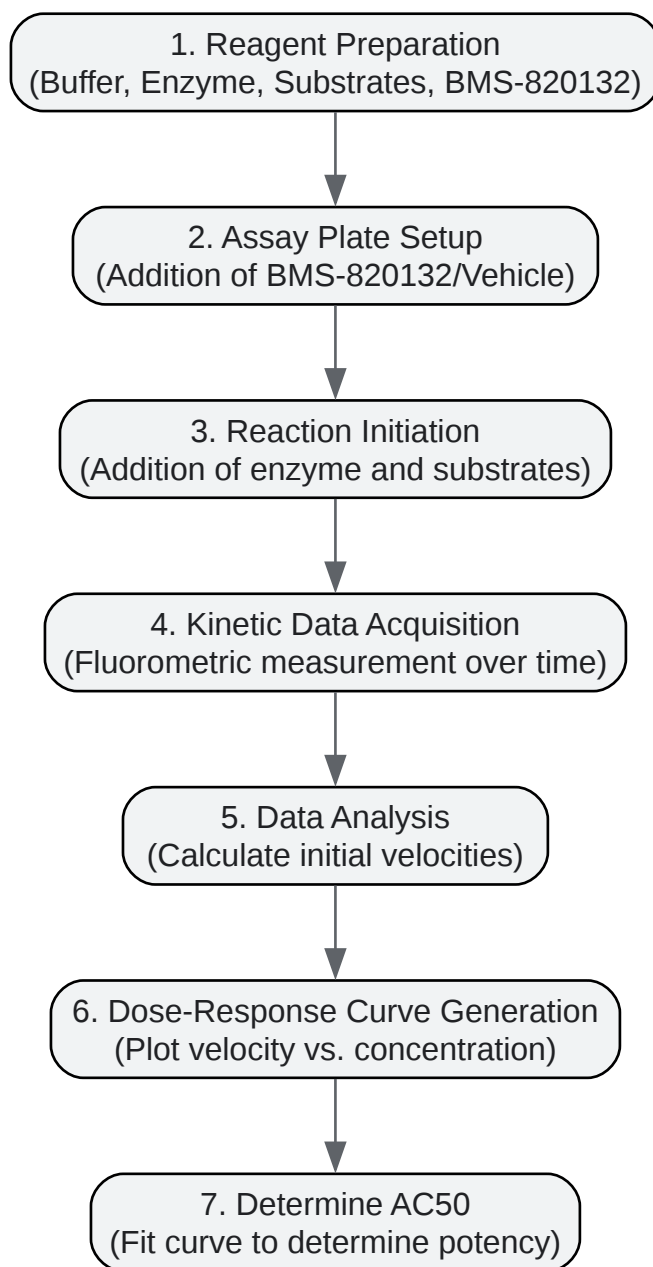 1. Reagent Preparation
(Buffer, Enzyme, Substrates, BMS-820132)
2. Assay Plate Setup
(Addition of BMS-820132/Vehicle)
3. Reaction Initiation
(Addition of enzyme and substrates)
4. Kinetic Data Acquisition
(Fluorometric measurement over time)
5. Data Analysis
(Calculate initial velocities)
6. Dose-Response Curve Generation
(Plot velocity vs. concentration)
7. Determine AC50
(Fit curve to determine potency)